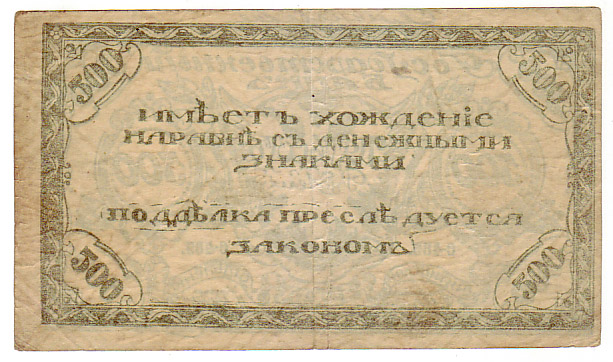 500 500
ИМѢЕТЪ ХОЖДЕНІЕ
НАРАВНѢ СЪ ДЕНЕЖНЫМИ
ЗНАКАМИ
ПОДДѢЛКА ПРЕСЛѢДУЕТСЯ
ЗАКОНОМЪ
500 500